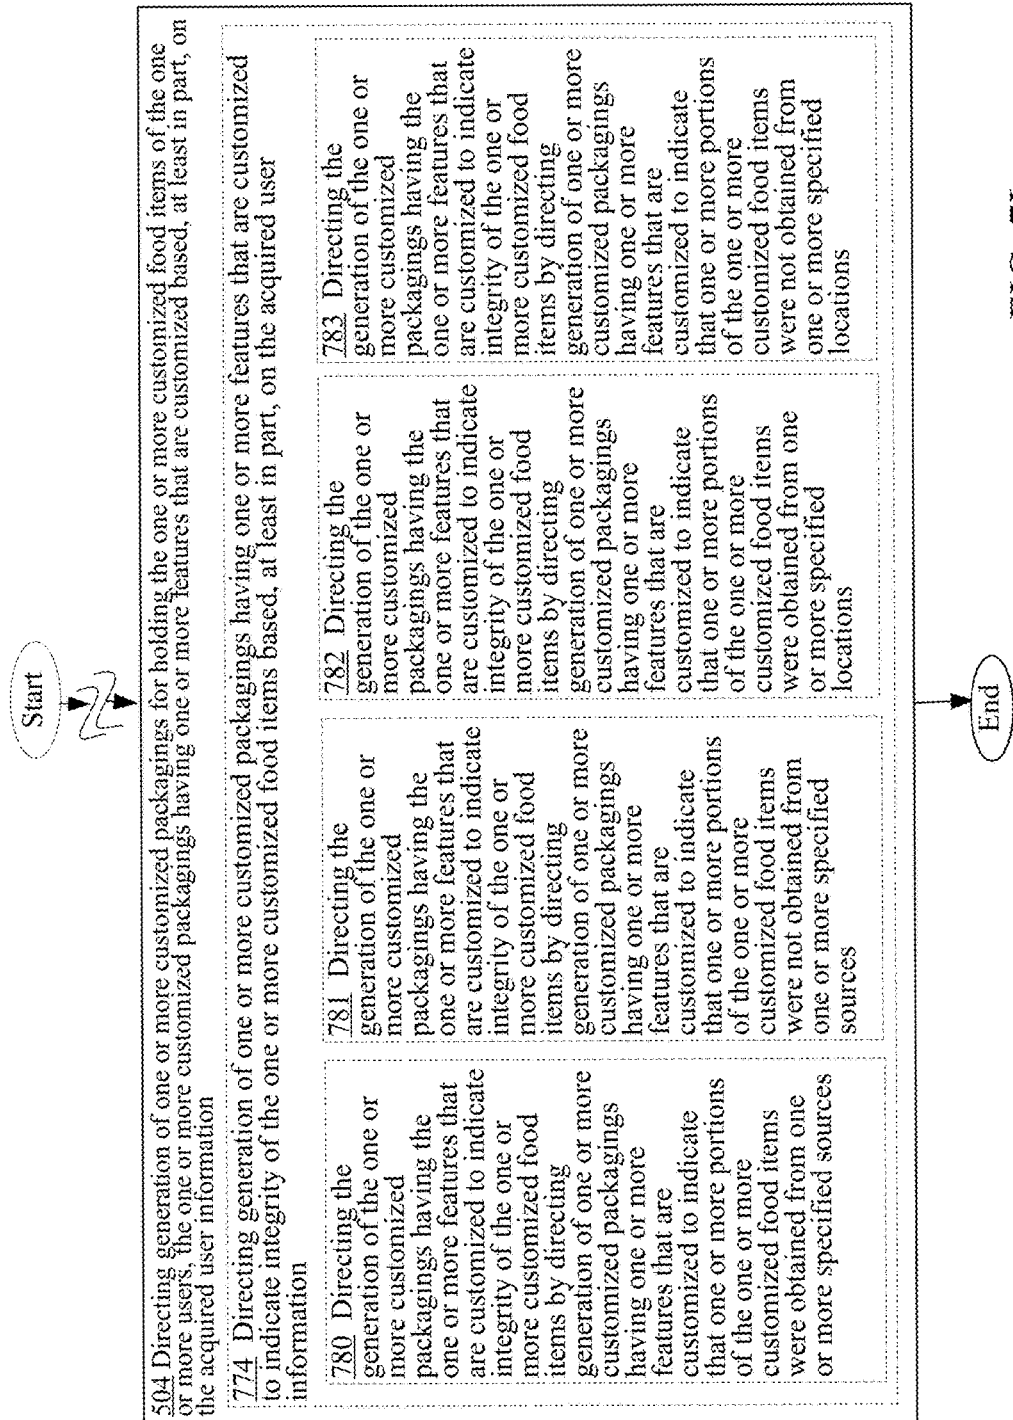 Start
504 Directing generation of one or more customized packagings for holding the one or more customized food items of the one
or more users, the one or more customized packagings having one or more features that are customized based, at least in part, on
the acquired user information
774 Directing generation of one or more customized packagings having one or more features that are customized
to indicate integrity of the one or more customized food items based, at least in part, on the acquired user
information
780 Directing the
generation of the one or
more customized
packagings having the
one or more features that
are customized to indicate
integrity of the one or
more customized food
items by directing
generation of one or more
customized packagings
having one or more
features that are
customized to indicate
that one or more portions
of the one or more
customized food items
were obtained from one
or more specified sources
781 Directing the
generation of the one or
more customized
packagings having the
one or more features that
are customized to indicate
integrity of the one or
more customized food
items by directing
generation of one or more
customized packagings
having one or more
features that are
customized to indicate
that one or more portions
of the one or more
customized food items
were not obtained from
one or more specified
sources
782 Directing the
generation of the one or
more customized
packagings having the
one or more features that
are customized to indicate
integrity of the one or
more customized food
items by directing
generation of one or more
customized packagings
having one or more
features that are
customized to indicate
that one or more portions
of the one or more
customized food items
were obtained from one
or more specified
locations
783 Directing the
generation of the one or
more customized
packagings having the
one or more features that
are customized to indicate
integrity of the one or
more customized food
items by directing
generation of one or more
customized packagings
having one or more
features that are
customized to indicate
that one or more portions
of the one or more
customized food items
were not obtained from
one or more specified
locations
End